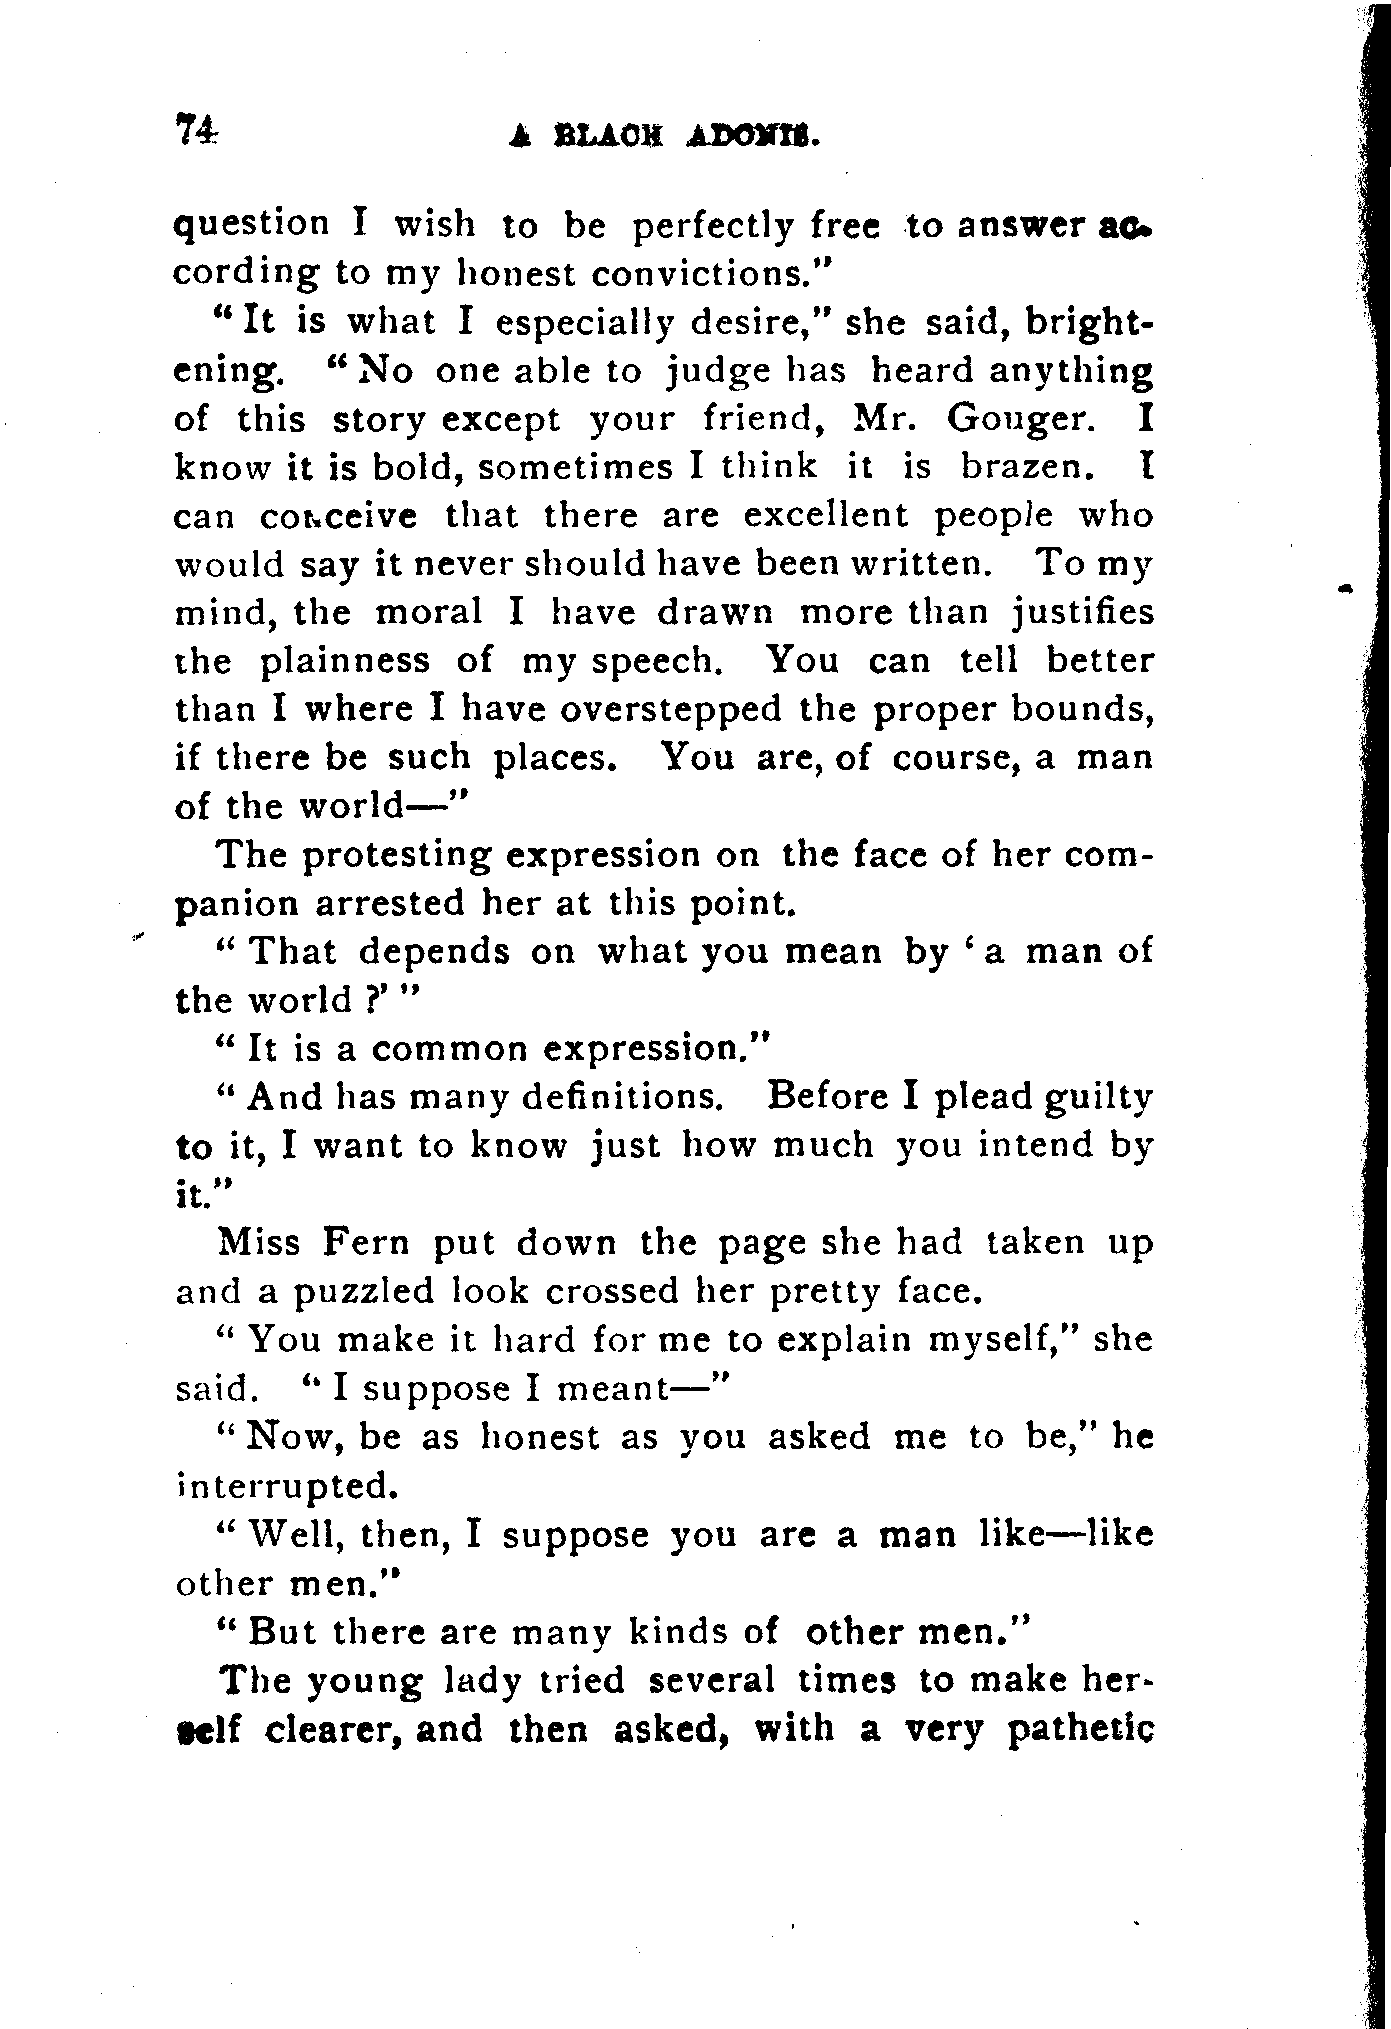 74 A BLACK ADONIS.
question I wish to be perfectly free to answer ac-
cording to my honest convictions."
"It is what I especially desire," she said, bright-
ening. "No one able to judge has heard anything
of this story except your friend, Mr. Gouger. I
know it is bold, sometimes I think it is brazen. I
can conceive that there are excellent people who
would say it never should have been written. To my
mind, the moral I have drawn more than justifies
the plainness of my speech. You can tell better
than I where I have overstepped the proper bounds,
if there be such places. You are, of course, a man
of the world—"
The protesting expression on the face of her com-
panion arrested her at this point.
"That depends on what you mean by 'a man of
the world?'"
"It is a common expression."
"And has many definitions. Before I plead guilty
to it, I want to know just how much you intend by
it."
Miss Fern put down the page she had taken up
and a puzzled look crossed her pretty face.
"You make it hard for me to explain myself," she
said. "I suppose I meant—"
"Now, be as honest as you asked me to be," he
interrupted.
"Well, then, I suppose you are a man like—like
other men."
"But there are many kinds of other men."
The young lady tried several times to make her-
self clearer, and then asked, with a very pathetic